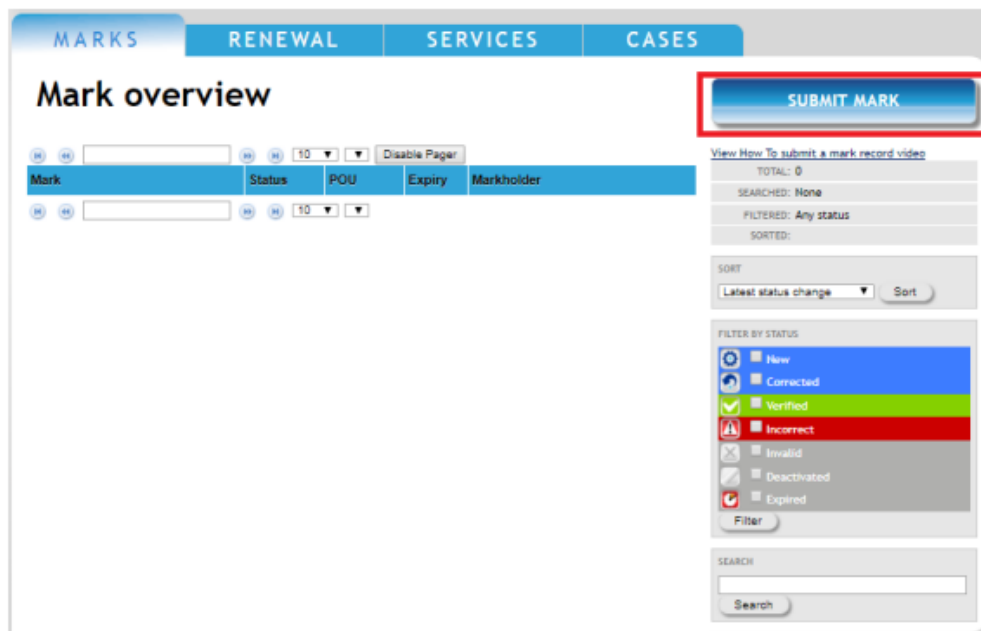 MARKS RENEWAL SERVICES CASES
Mark overview
SUBMIT MARK
10 Disable Pager
Mark Status POU Expiry Markholder
10
View How To submit a mark record video
TOTAL: 0
SEARCHED: None
FILTERED: Any status
SORTED:
SORT
Latest status change Sort
FILTER BY STATUS
New
Corrected
Verified
Incorrect
Invalid
Deactivated
Expired
Filter
SEARCH
Search